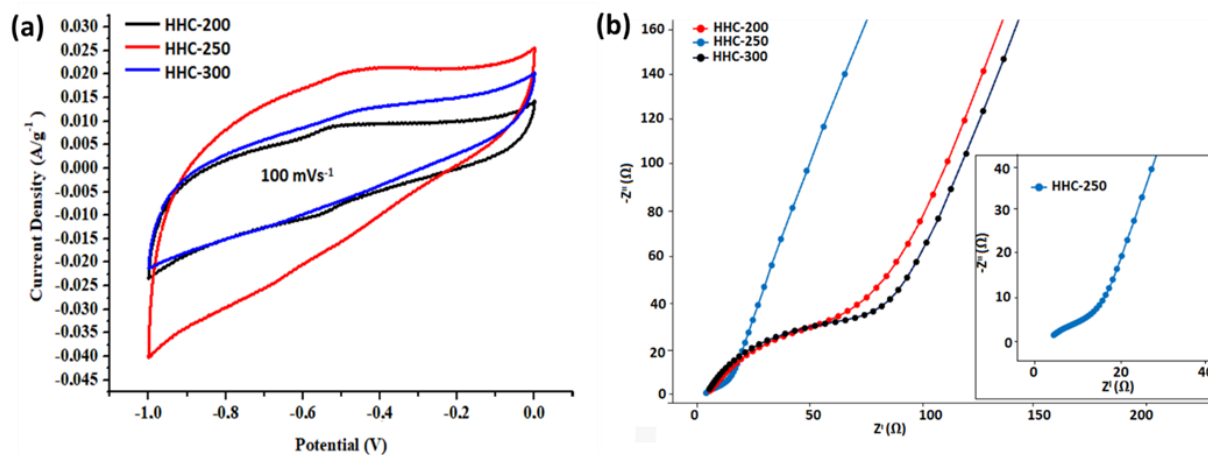 (a)
HHC-200
HHC-250
HHC-300
100 mVs⁻¹
Current Density (A/g⁻¹)
0.030
0.025
0.020
0.015
0.010
0.005
0.000
-0.005
-0.010
-0.015
-0.020
-0.025
-0.030
-0.035
-0.040
-0.045
-1.0 -0.8 -0.6 -0.4 -0.2 0.0
Potential (V)
(b)
HHC-200
HHC-250
HHC-300
-Z" (Ω)
160
140
120
100
80
60
40
20
0
0 50 100 150 200
Z' (Ω)
HHC-250
-Z" (Ω)
40
30
20
10
0
0 20 40
Z' (Ω)